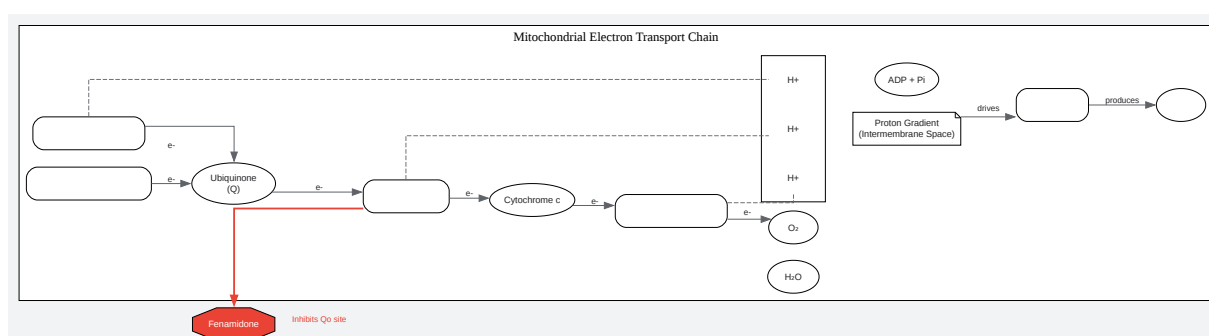 Mitochondrial Electron Transport Chain
H+
ADP + Pi
drives
produces
Proton Gradient
(Intermembrane Space)
H+
e-
e-
Ubiquinone
(Q)
e-
H+
e-
Cytochrome c
e-
e-
O₂
H₂O
Fenamidone
Inhibits Qo site